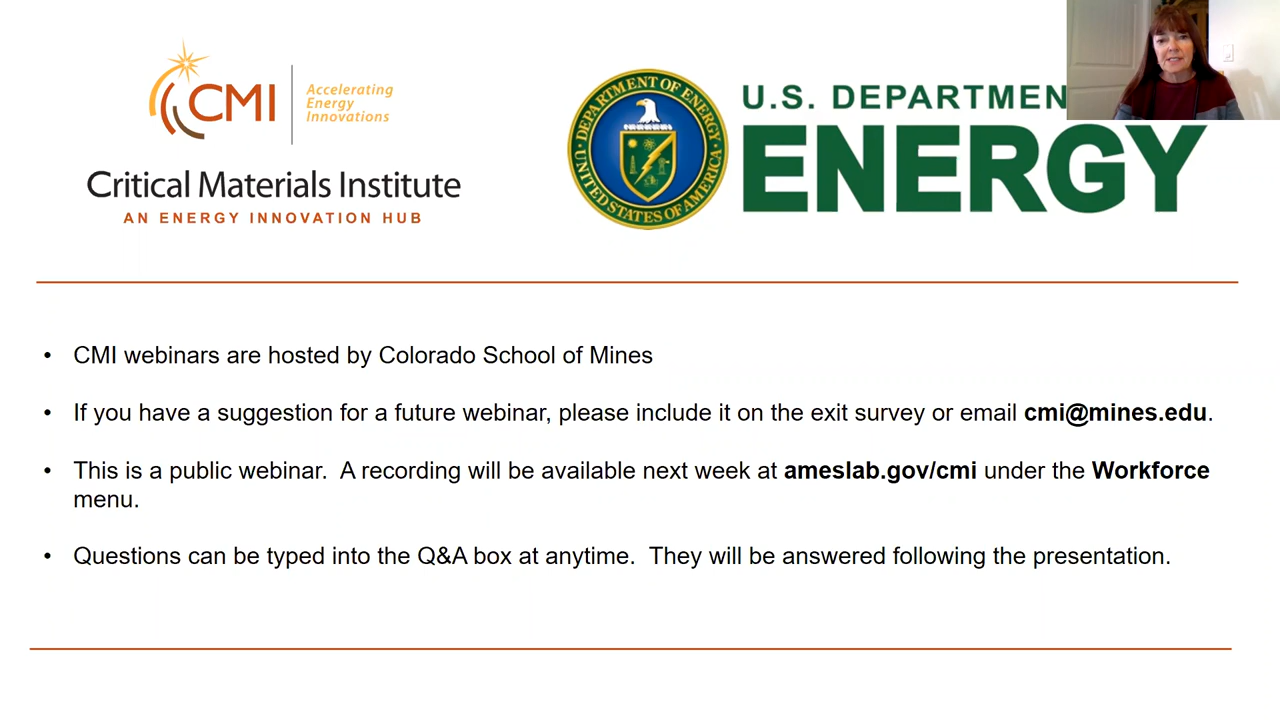 CMI
Accelerating
Energy
Innovations
Critical Materials Institute
AN ENERGY INNOVATION HUB
DEPARTMENT OF ENERGY
UNITED STATES OF AMERICA
U.S. DEPARTMEN
ENERGY
• CMI webinars are hosted by Colorado School of Mines
• If you have a suggestion for a future webinar, please include it on the exit survey or email cmi@mines.edu.
• This is a public webinar.  A recording will be available next week at ameslab.gov/cmi under the Workforce
menu.
• Questions can be typed into the Q&A box at anytime.  They will be answered following the presentation.